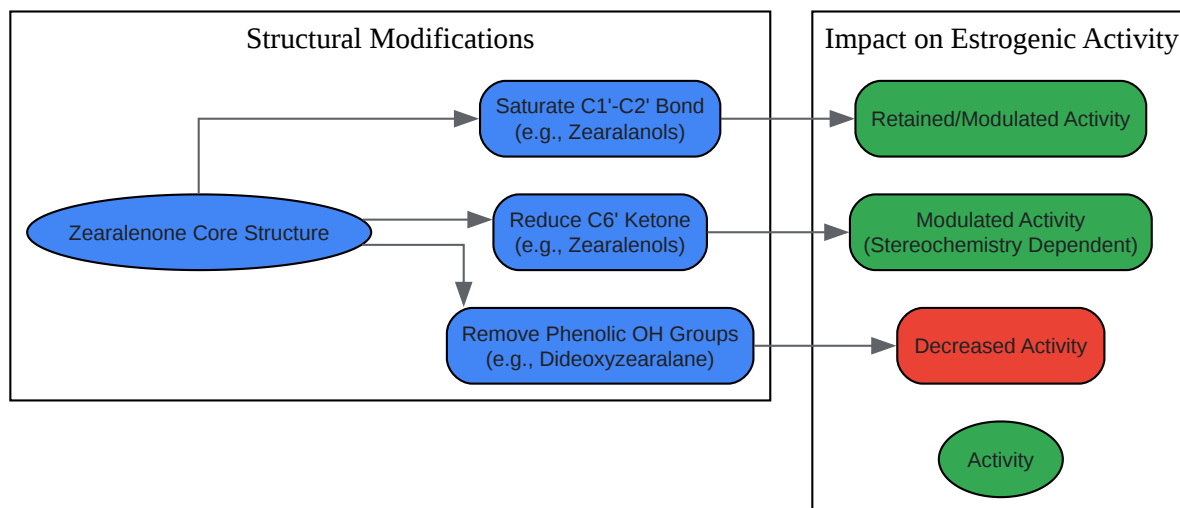 Structural Modifications
Impact on Estrogenic Activity
Saturate C1'-C2' Bond
(e.g., Zearalanols)
Retained/Modulated Activity
Zearalenone Core Structure
Reduce C6' Ketone
(e.g., Zearalenols)
Modulated Activity
(Stereochemistry Dependent)
Remove Phenolic OH Groups
(e.g., Dideoxyzearalane)
Decreased Activity
Activity